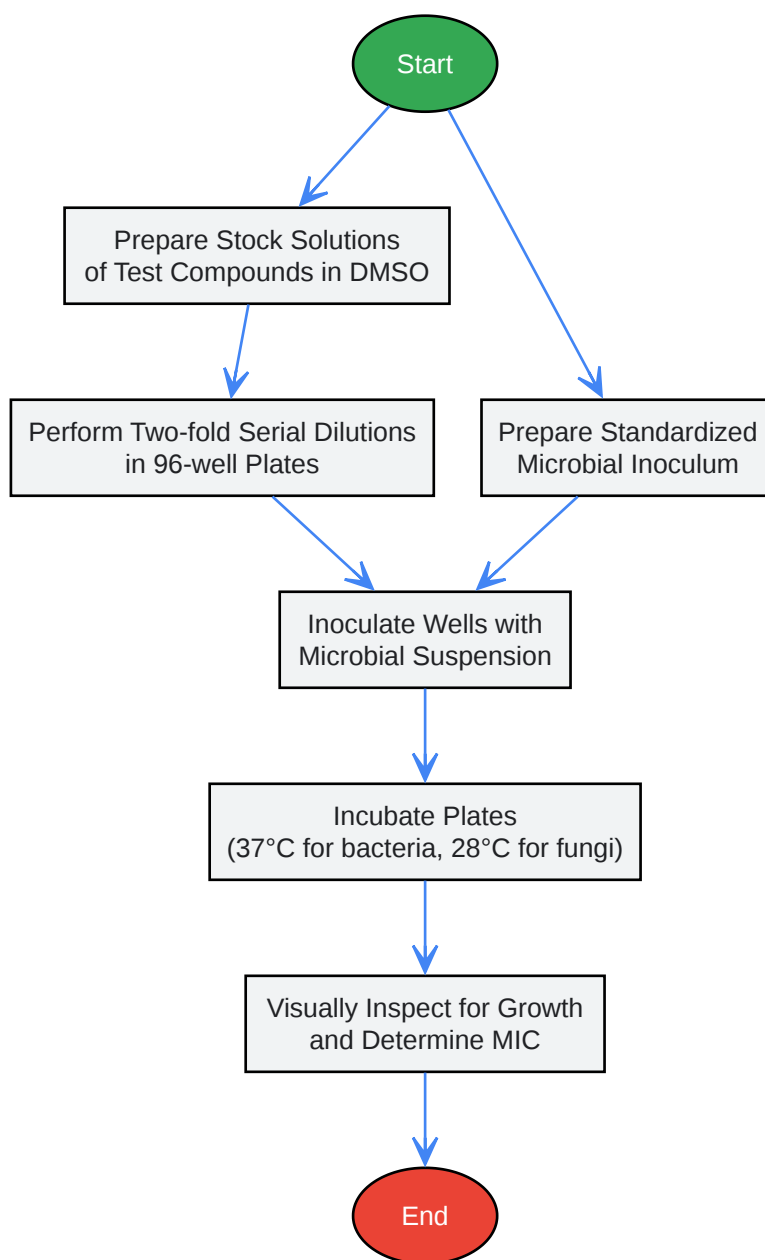 Start
Prepare Stock Solutions
of Test Compounds in DMSO
Perform Two-fold Serial Dilutions
in 96-well Plates
Prepare Standardized
Microbial Inoculum
Inoculate Wells with
Microbial Suspension
Incubate Plates
(37°C for bacteria, 28°C for fungi)
Visually Inspect for Growth
and Determine MIC
End